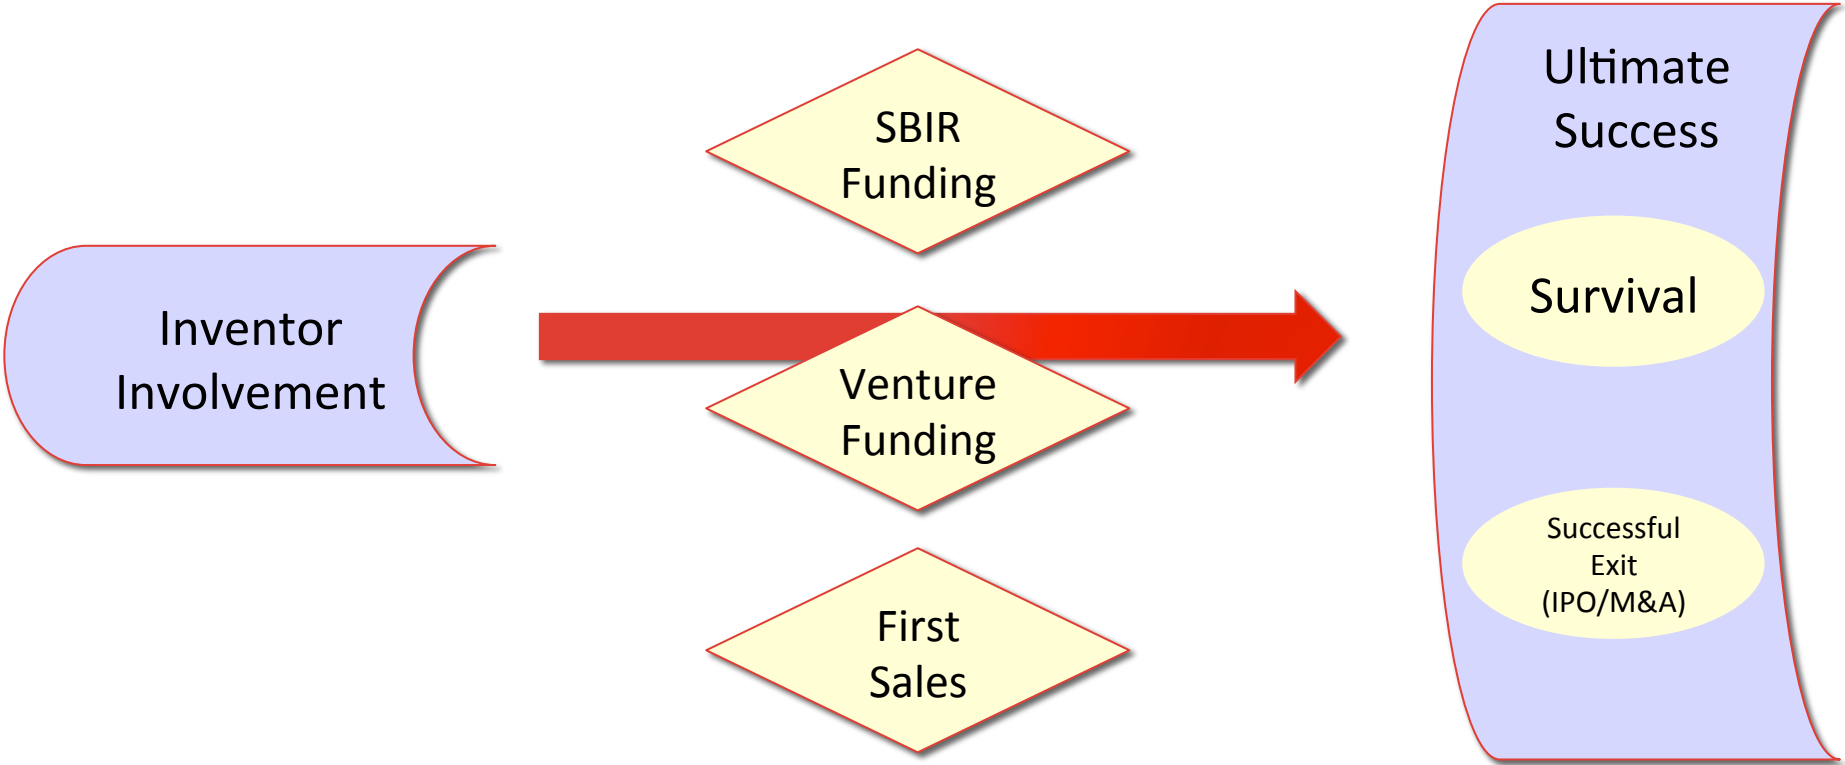 Inventor
Involvement
SBIR
Funding
Venture
Funding
First
Sales
Ultimate
Success
Survival
Successful
Exit
(IPO/M&A)